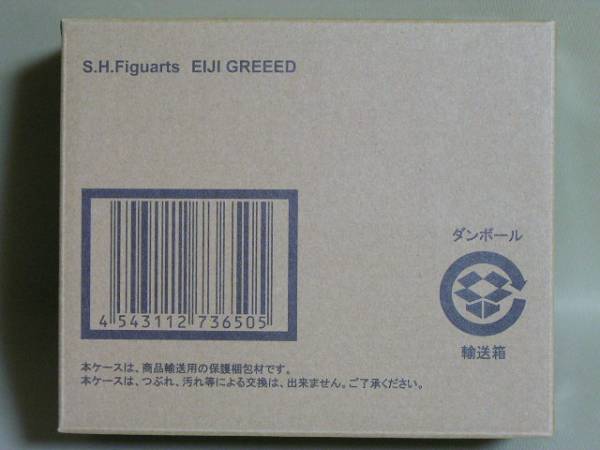 S.H.Figuarts EIJI GREEED
4 543112 736505
ダンボール
輸送箱
本ケースは、商品輸送用の保護梱包材です。
本ケースは、つぶれ、汚れ等による交換は、出来ません。ご了承ください。